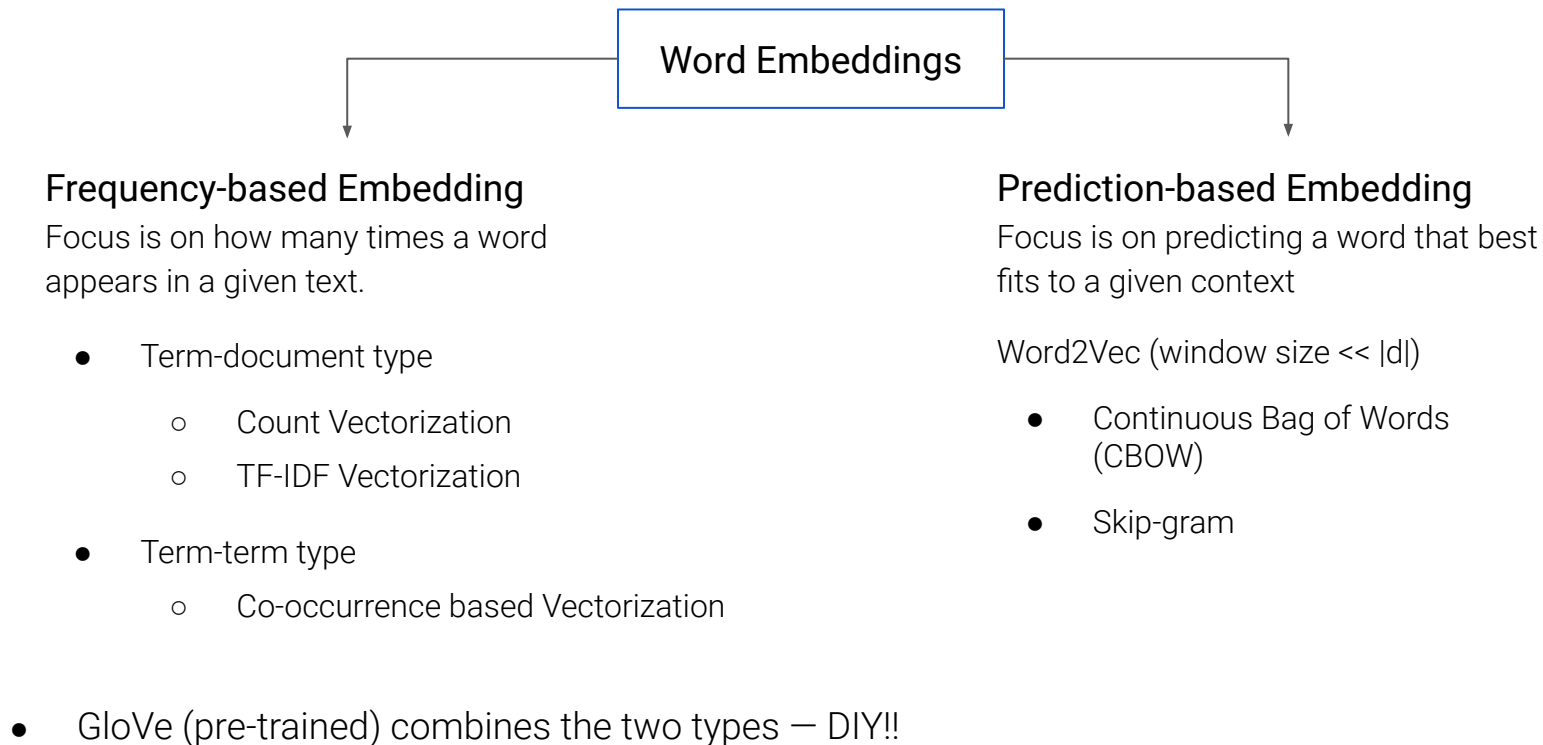 Word Embeddings
Frequency-based Embedding
Focus is on how many times a word
appears in a given text.
● Term-document type
○ Count Vectorization
○ TF-IDF Vectorization
● Term-term type
○ Co-occurrence based Vectorization
Prediction-based Embedding
Focus is on predicting a word that best
fits to a given context
Word2Vec (window size << |d|)
● Continuous Bag of Words
(CBOW)
● Skip-gram
● GloVe (pre-trained) combines the two types — DIY!!